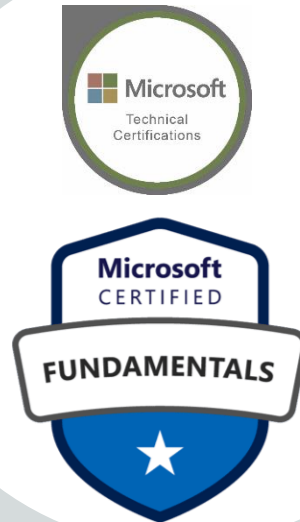 Microsoft
Technical
Certifications
Microsoft
CERTIFIED
FUNDAMENTALS